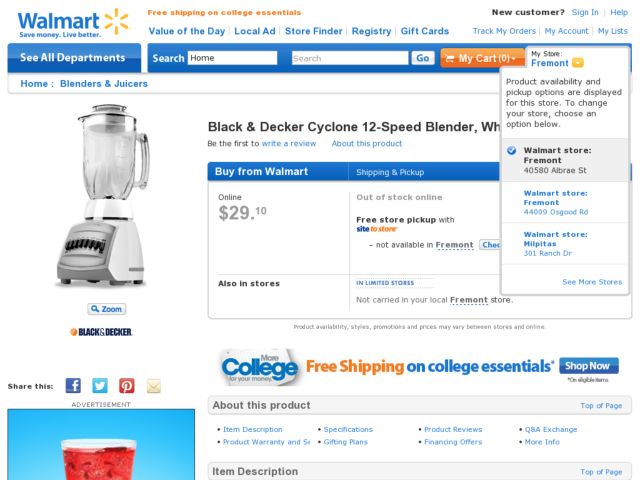 Walmart
Save money. Live better.
Free shipping on college essentials
New customer? Sign In | Help
Value of the Day | Local Ad | Store Finder | Registry | Gift Cards
Track My Orders | My Account | My Lists
See All Departments
Search Home
Search
Go
My Cart (0)
My Store:
Fremont
Home : Blenders & Juicers
Product availability and
pickup options are displayed
for this store. To change
your store, choose an
option below.
Walmart store:
Fremont
40580 Albrae St
Walmart store:
Fremont
44009 Osgood Rd
Walmart store:
Milpitas
301 Ranch Dr
See More Stores
Black & Decker Cyclone 12-Speed Blender, Wh
Be the first to write a review About this product
Buy from Walmart
Shipping & Pickup
Online
$29.10
Out of stock online
Free store pickup with
site to store
– not available in Fremont
Also in stores
IN LIMITED STORES
Not carried in your local Fremont store.
Zoom
BLACK&DECKER
Product availability, styles, promotions and prices may vary between stores and online.
More
College
for your money.
Free Shipping on college essentials*
Shop Now
*On eligible items
Share this:
ADVERTISEMENT
About this product
Top of Page
• Item Description • Specifications • Product Reviews • Q&A Exchange
• Product Warranty and Se • Gifting Plans • Financing Offers • More Info
Item Description
Top of Page